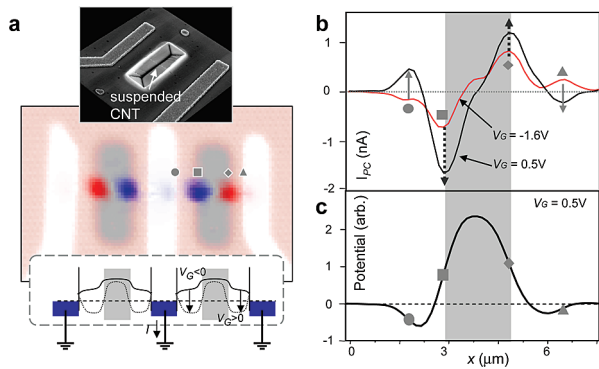 a
suspended
CNT
V_G<0
V_G>0
I
b
1
0
-1
-2
I_PC (nA)
V_G= -1.6V
V_G= 0.5V
c
V_G= 0.5V
2
1
0
-1
Potential (arb.)
0 3 6
x (μm)